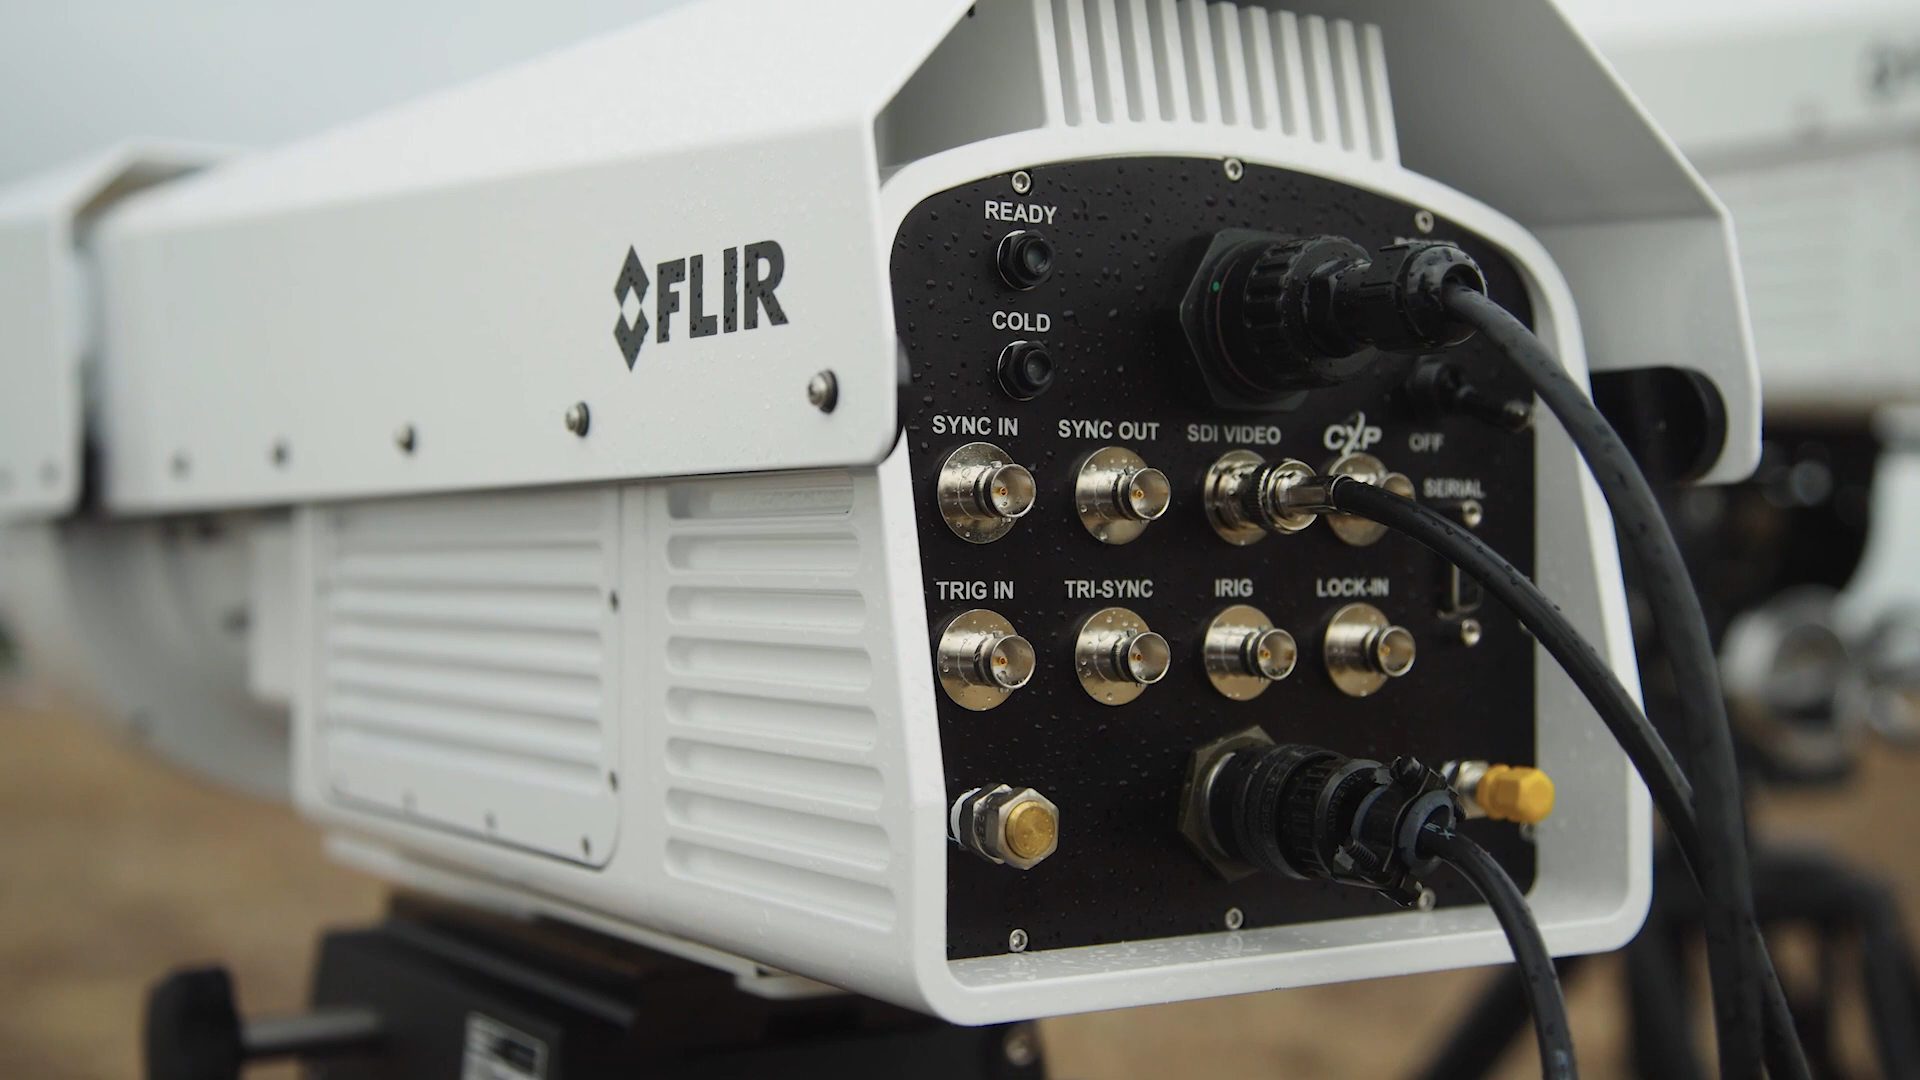 FLIR
READY
COLD
SYNC IN
SYNC OUT
SDI VIDEO
CXP
OFF
SERIAL
TRIG IN
TRI-SYNC
IRIG
LOCK-IN